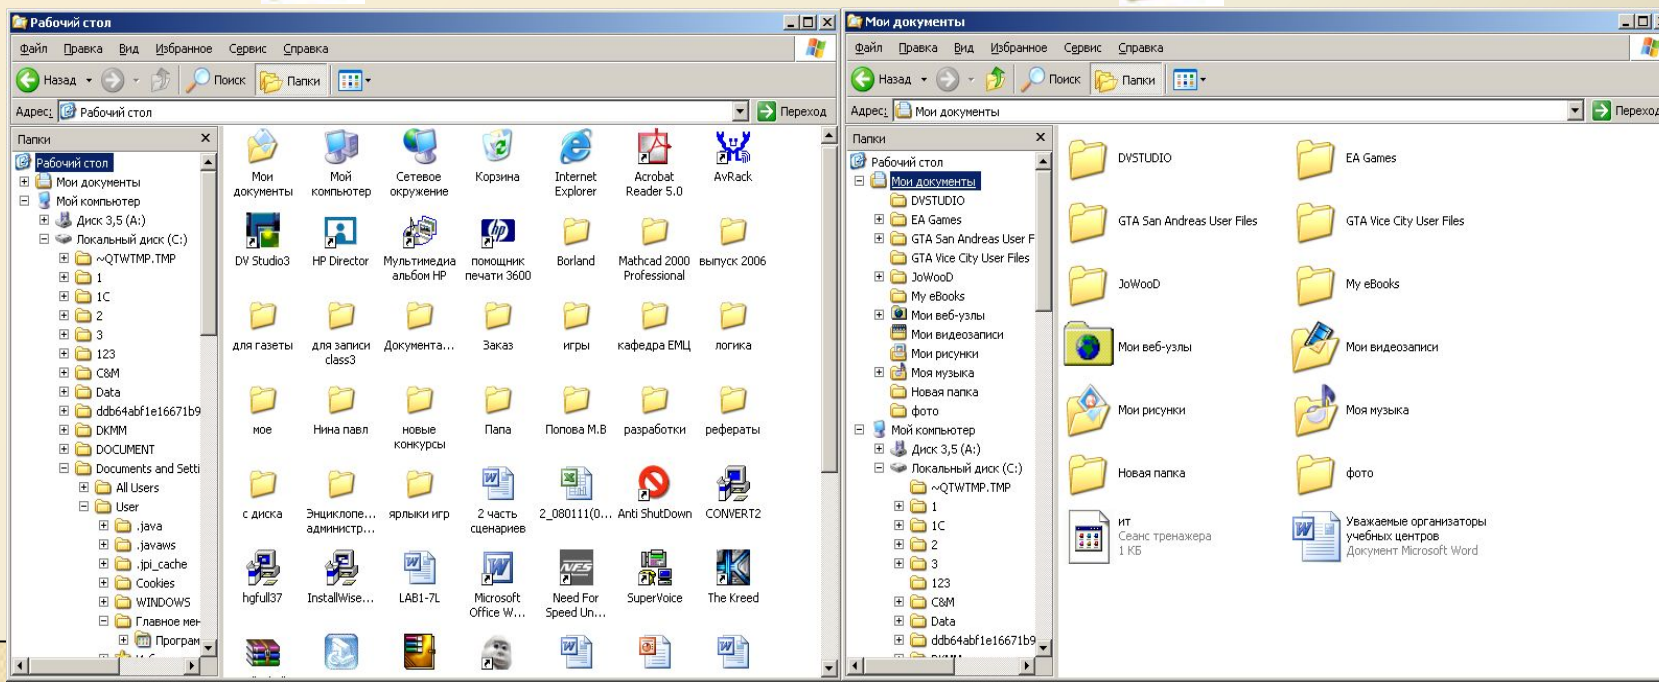 Рабочий стол
Файл Правка Вид Избранное Сервис Справка
Назад Поиск Папки
Адрес: Рабочий стол Переход
Папки
Рабочий стол
Мои документы
Мой компьютер
Диск 3,5 (A:)
Локальный диск (C:)
~QTWTMP.TMP
1
1C
2
3
123
C&M
Data
ddb64abf1e16671b9
DKMM
DOCUMENT
Documents and Setti
All Users
User
.java
.javaws
.jpi_cache
Cookies
WINDOWS
Главное мен
Програм
Мои документы
Мой компьютер
Сетевое окружение
Корзина
Internet Explorer
Acrobat Reader 5.0
AvRack
DV Studio3
HP Director
Мультимедиа альбом HP
помощник печати 3600
Borland
Mathcad 2000 Professional
выпуск 2006
для газеты
для записи class3
Документа...
Заказ
игры
кафедра ЕМЦ
логика
мое
Нина павл
новые конкурсы
Папа
Попова М.В
разработки
рефераты
с диска
Энциклопе... администр...
ярлыки игр
2 часть сценариев
2_080111(0...
Anti ShutDown
CONVERT2
hgfull37
InstallWise...
LAB1-7L
Microsoft Office W...
Need For Speed Un...
SuperVoice
The Kreed
Мои документы
Файл Правка Вид Избранное Сервис Справка
Назад Поиск Папки
Адрес: Мои документы Переход
Папки
Рабочий стол
Мои документы
DVSTUDIO
EA Games
GTA San Andreas User F
GTA Vice City User Files
JoWooD
My eBooks
Мои веб-узлы
Мои видеозаписи
Мои рисунки
Моя музыка
Новая папка
фото
Мой компьютер
Диск 3,5 (A:)
Локальный диск (C:)
~QTWTMP.TMP
1
1C
2
3
123
C&M
Data
ddb64abf1e16671b9
DVSTUDIO
EA Games
GTA San Andreas User Files
GTA Vice City User Files
JoWooD
My eBooks
Мои веб-узлы
Мои видеозаписи
Мои рисунки
Моя музыка
Новая папка
фото
ит
Сеанс тренажера
1 КБ
Уважаемые организаторы
учебных центров
Документ Microsoft Word